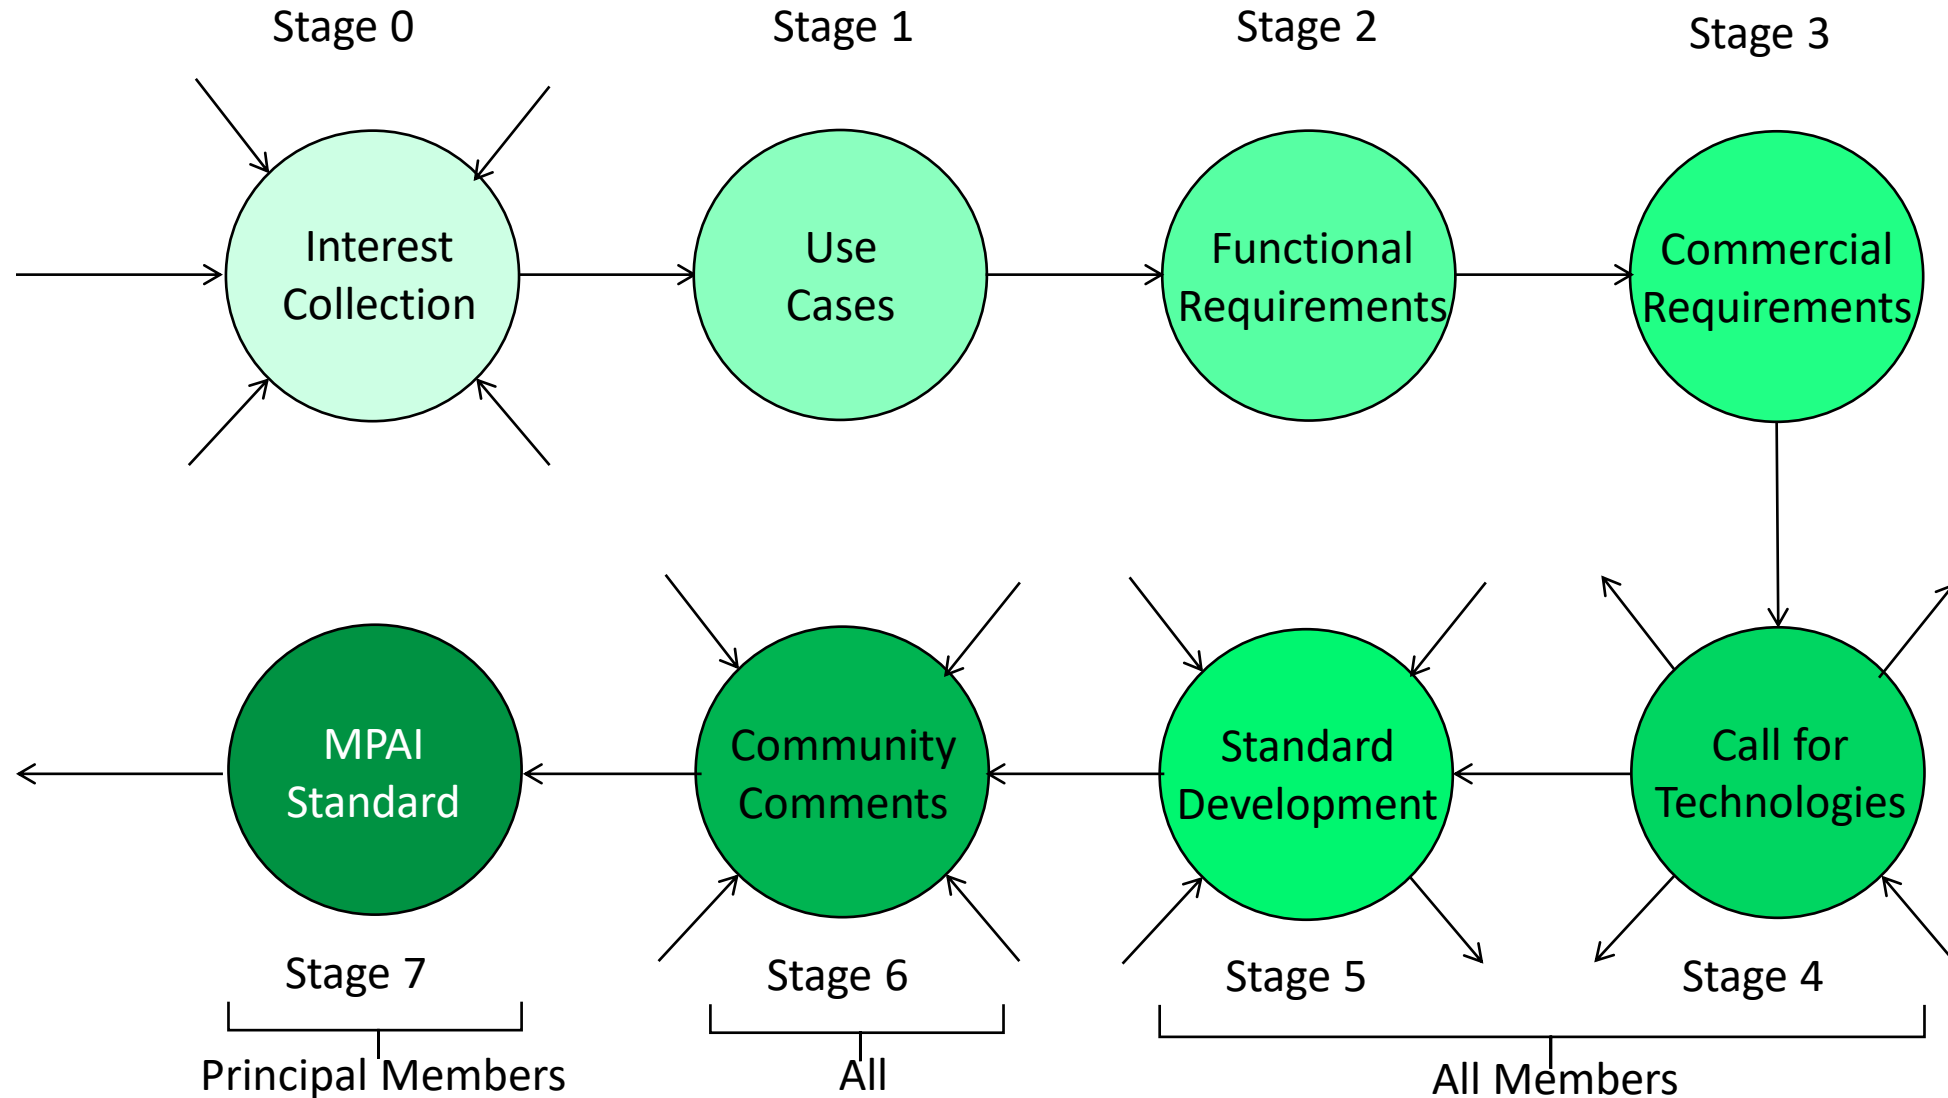 Stage 0
Stage 1
Stage 2
Stage 3
Interest
Collection
Use
Cases
Functional
Requirements
Commercial
Requirements
MPAI
Standard
Community
Comments
Standard
Development
Call for
Technologies
Stage 7
Stage 6
Stage 5
Stage 4
Principal Members
All
All Members